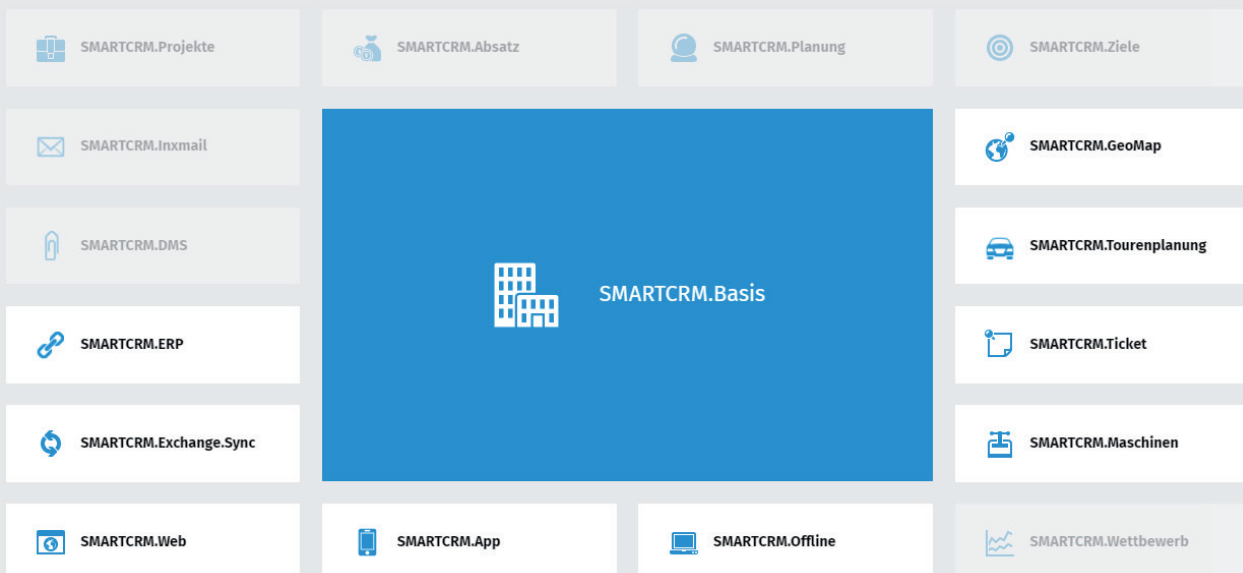 SMARTCRM.Projekte
SMARTCRM.Absatz
SMARTCRM.Planung
SMARTCRM.Ziele
SMARTCRM.Inxmail
SMARTCRM.GeoMap
SMARTCRM.DMS
SMARTCRM.Tourenplanung
SMARTCRM.Basis
SMARTCRM.ERP
SMARTCRM.Ticket
SMARTCRM.Exchange.Sync
SMARTCRM.Maschinen
SMARTCRM.Web
SMARTCRM.App
SMARTCRM.Offline
SMARTCRM.Wettbewerb